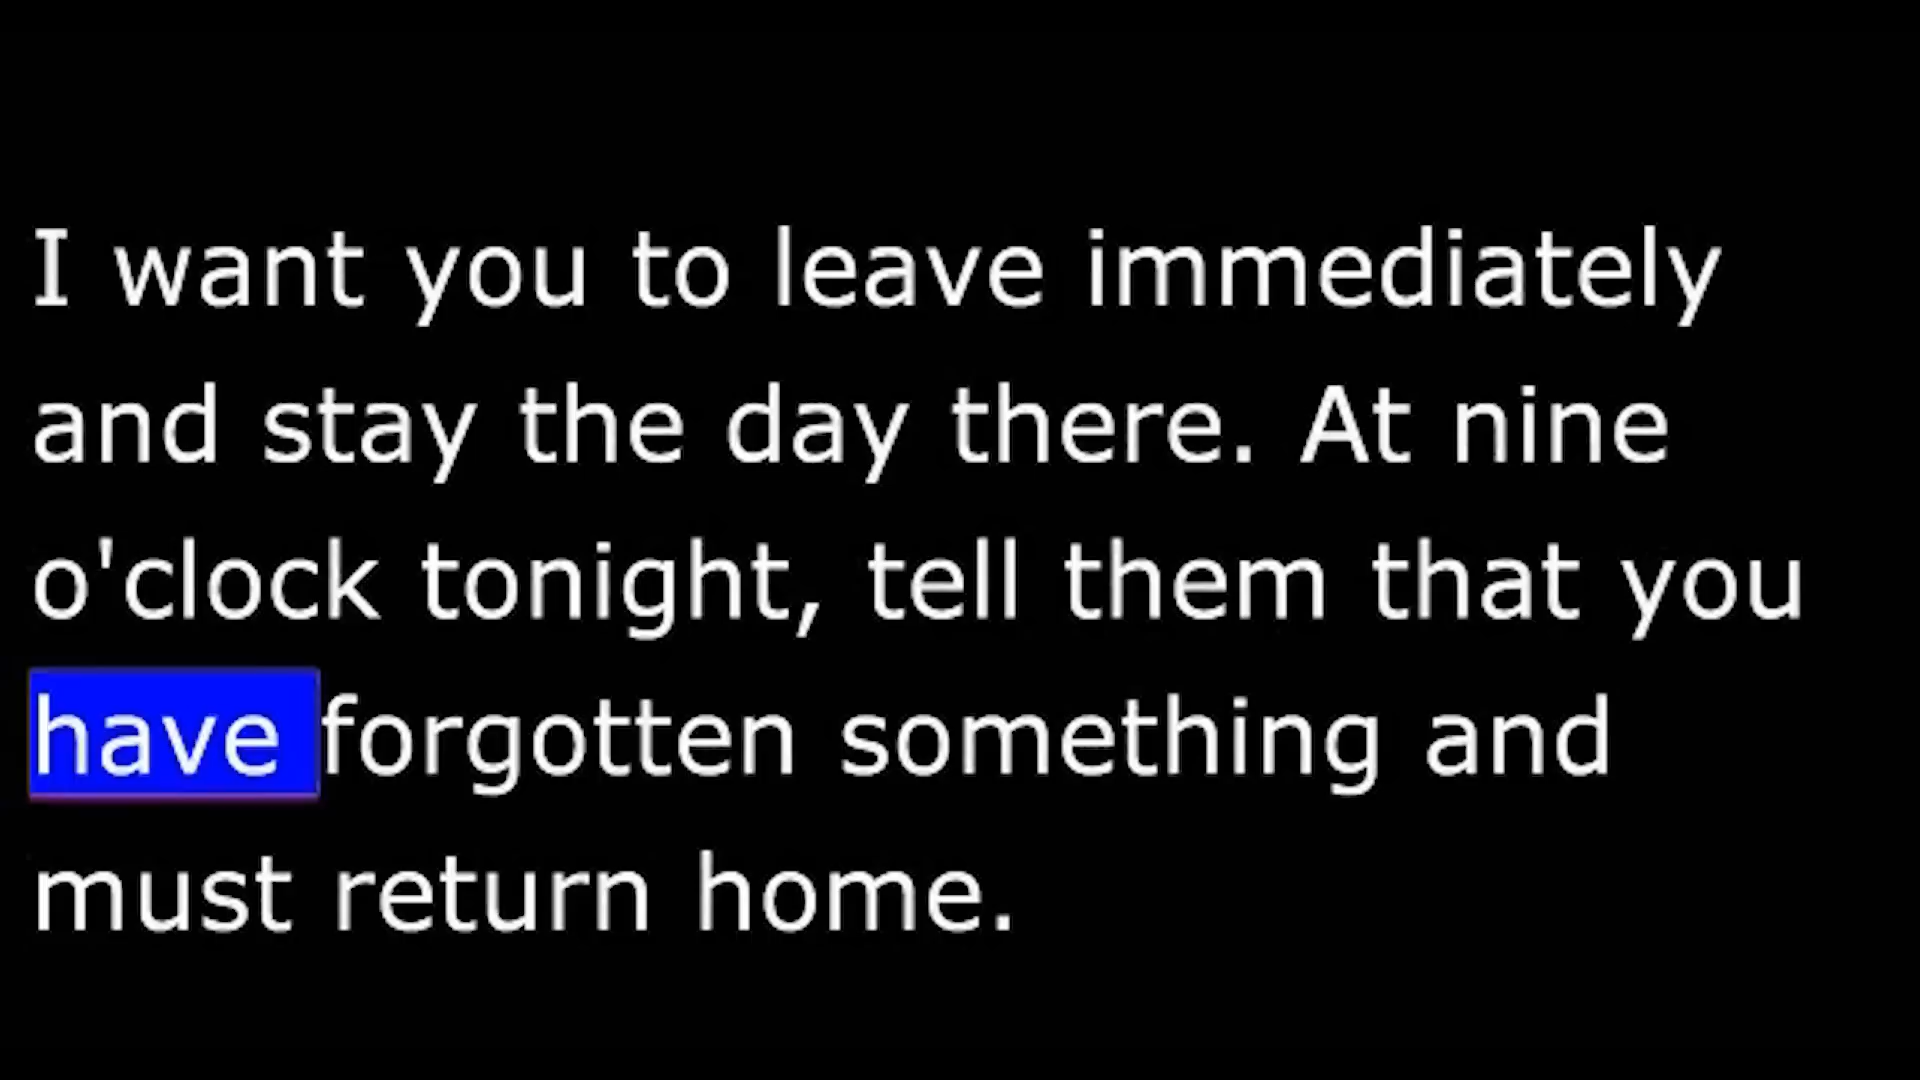 I want you to leave immediately
and stay the day there. At nine
o'clock tonight, tell them that you
have forgotten something and
must return home.